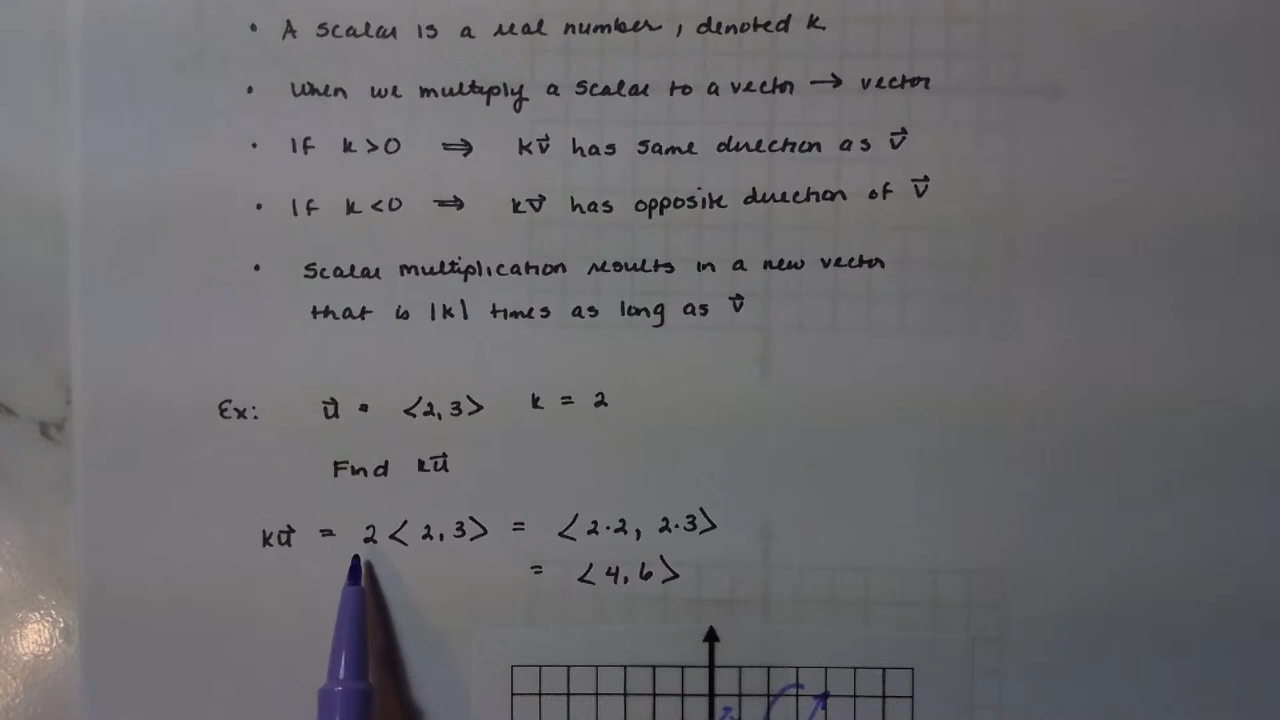 • A scalar is a real number, denoted k
• When we multiply a scalar to a vector → vector
• If k > 0 ⟹ kv⃗ has same direction as v⃗
• If k < 0 ⟹ kv⃗ has opposite direction of v⃗
• Scalar multiplication results in a new vector
that is |k| times as long as v⃗
Ex: u⃗ = <2, 3> k = 2
Find ku⃗
ku⃗ = 2 < 2, 3> = <2·2, 2·3>
= <4, 6>